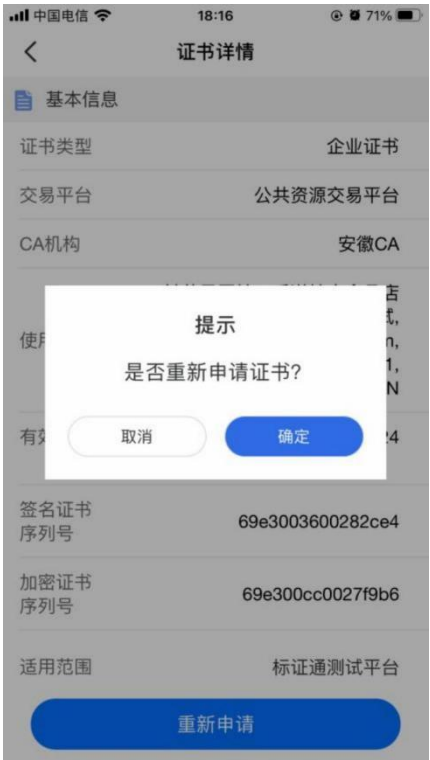 中国电信
18:16
71%
证书详情
基本信息
证书类型
企业证书
交易平台
公共资源交易平台
CA机构
安徽CA
店
提示
是否重新申请证书?
取消
确定
签名证书
序列号
69e3003600282ce4
加密证书
序列号
69e300cc0027f9b6
适用范围
标证通测试平台
重新申请